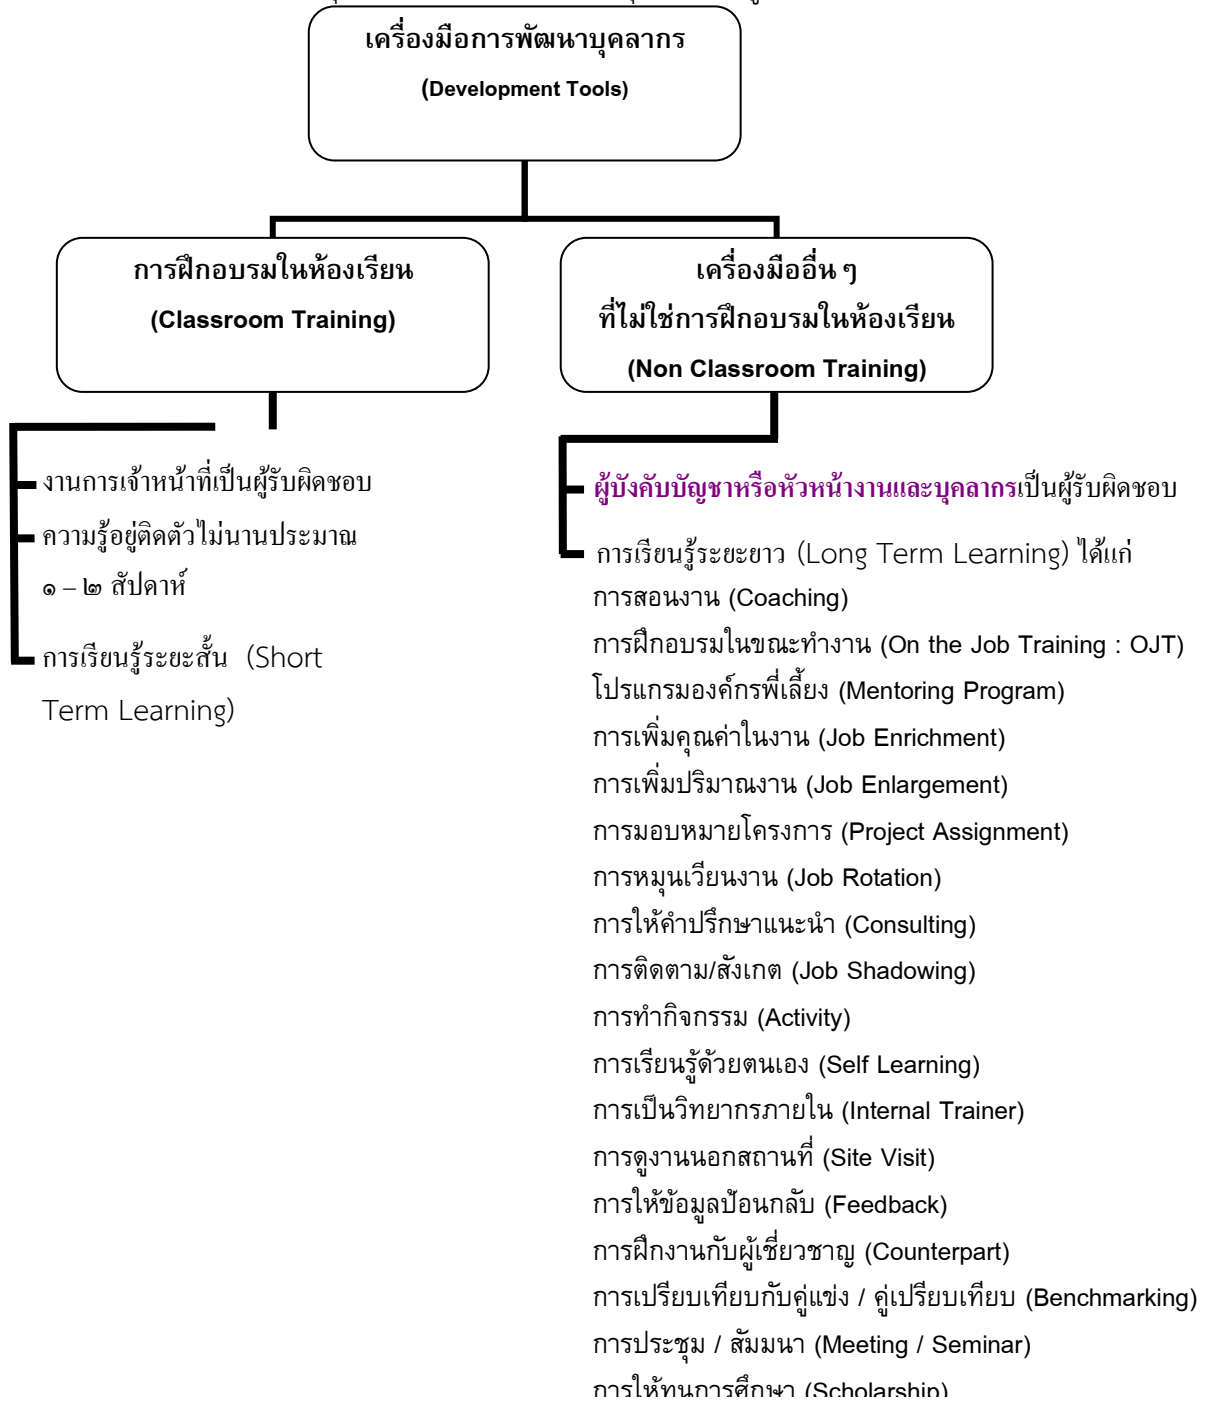 เครื่องมือการพัฒนาบุคลากร
(Development Tools)
การฝึกอบรมในห้องเรียน
(Classroom Training)
เครื่องมืออื่น ๆ
ที่ไม่ใช่การฝึกอบรมในห้องเรียน
(Non Classroom Training)
งานการเจ้าหน้าที่เป็นผู้รับผิดชอบ
ความรู้อยู่ติดตัวไม่นานประมาณ
๑ – ๒ สัปดาห์
การเรียนรู้ระยะสั้น (Short
Term Learning)
ผู้บังคับบัญชาหรือหัวหน้างานและบุคลากรเป็นผู้รับผิดชอบ
การเรียนรู้ระยะยาว (Long Term Learning) ได้แก่
การสอนงาน (Coaching)
การฝึกอบรมในขณะทำงาน (On the Job Training : OJT)
โปรแกรมองค์กรพี่เลี้ยง (Mentoring Program)
การเพิ่มคุณค่าในงาน (Job Enrichment)
การเพิ่มปริมาณงาน (Job Enlargement)
การมอบหมายโครงการ (Project Assignment)
การหมุนเวียนงาน (Job Rotation)
การให้คำปรึกษาแนะนำ (Consulting)
การติดตาม/สังเกต (Job Shadowing)
การทำกิจกรรม (Activity)
การเรียนรู้ด้วยตนเอง (Self Learning)
การเป็นวิทยากรภายใน (Internal Trainer)
การดูงานนอกสถานที่ (Site Visit)
การให้ข้อมูลป้อนกลับ (Feedback)
การฝึกงานกับผู้เชี่ยวชาญ (Counterpart)
การเปรียบเทียบกับคู่แข่ง / คู่เปรียบเทียบ (Benchmarking)
การประชุม / สัมมนา (Meeting / Seminar)
การให้ทุนการศึกษา (Scholarship)